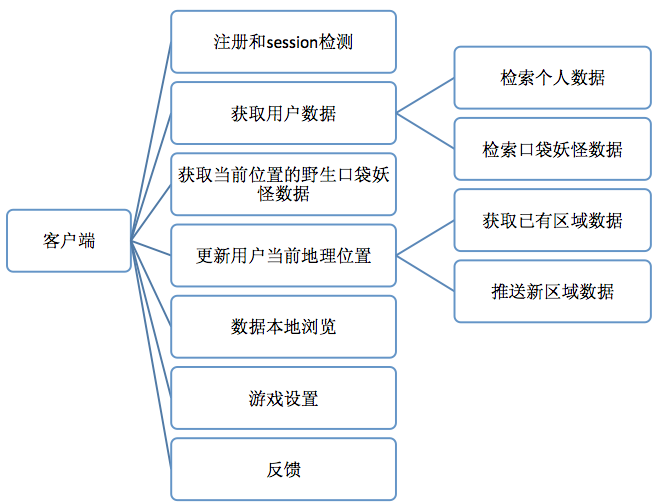 客户端
注册和session检测
获取用户数据
检索个人数据
检索口袋妖怪数据
获取当前位置的野生口袋妖
怪数据
更新用户当前地理位置
获取已有区域数据
推送新区域数据
数据本地浏览
游戏设置
反馈